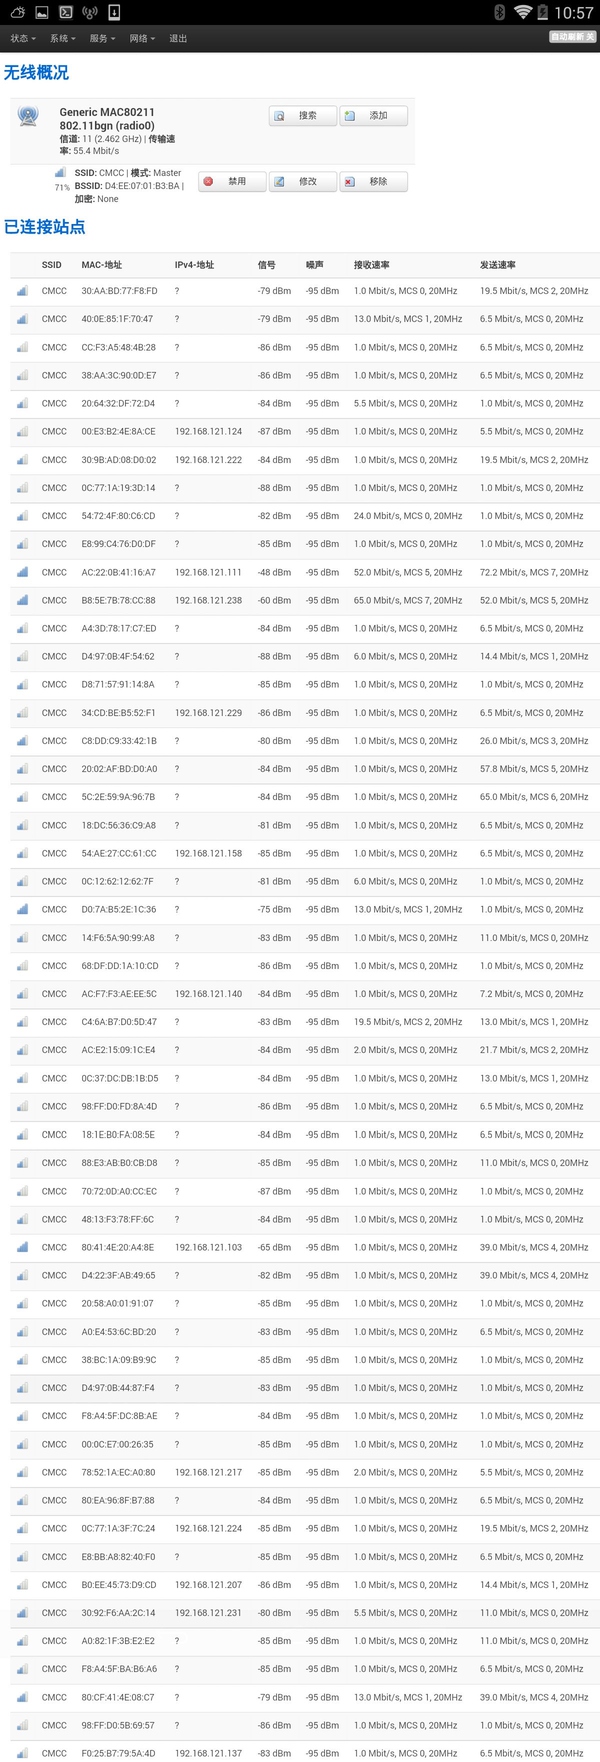 10:57
状态 系统 服务 网络 退出 自动刷新 关
无线概况
Generic MAC80211
802.11bgn (radio0)
信道: 11 (2.462 GHz) | 传输速
率: 55.4 Mbit/s
搜索 添加
71%
SSID: CMCC | 模式: Master
BSSID: D4:EE:07:01:B3:BA |
加密: None
禁用 修改 移除
已连接站点
SSID MAC-地址 IPv4-地址 信号 噪声 接收速率 发送速率
CMCC 30:AA:BD:77:F8:FD ? -79 dBm -95 dBm 1.0 Mbit/s, MCS 0, 20MHz 19.5 Mbit/s, MCS 2, 20MHz
CMCC 40:0E:85:1F:70:47 ? -79 dBm -95 dBm 13.0 Mbit/s, MCS 1, 20MHz 6.5 Mbit/s, MCS 0, 20MHz
CMCC CC:F3:A5:48:4B:28 ? -86 dBm -95 dBm 1.0 Mbit/s, MCS 0, 20MHz 6.5 Mbit/s, MCS 0, 20MHz
CMCC 38:AA:3C:90:0D:E7 ? -86 dBm -95 dBm 1.0 Mbit/s, MCS 0, 20MHz 6.5 Mbit/s, MCS 0, 20MHz
CMCC 20:64:32:DF:72:D4 ? -84 dBm -95 dBm 5.5 Mbit/s, MCS 0, 20MHz 1.0 Mbit/s, MCS 0, 20MHz
CMCC 00:E3:B2:4E:8A:CE 192.168.121.124 -87 dBm -95 dBm 1.0 Mbit/s, MCS 0, 20MHz 5.5 Mbit/s, MCS 0, 20MHz
CMCC 30:9B:AD:08:D0:02 192.168.121.222 -84 dBm -95 dBm 1.0 Mbit/s, MCS 0, 20MHz 19.5 Mbit/s, MCS 2, 20MHz
CMCC 0C:77:1A:19:3D:14 ? -88 dBm -95 dBm 1.0 Mbit/s, MCS 0, 20MHz 1.0 Mbit/s, MCS 0, 20MHz
CMCC 54:72:4F:80:C6:CD ? -82 dBm -95 dBm 24.0 Mbit/s, MCS 0, 20MHz 1.0 Mbit/s, MCS 0, 20MHz
CMCC E8:99:C4:76:D0:DF ? -85 dBm -95 dBm 1.0 Mbit/s, MCS 0, 20MHz 1.0 Mbit/s, MCS 0, 20MHz
CMCC AC:22:0B:41:16:A7 192.168.121.111 -48 dBm -95 dBm 52.0 Mbit/s, MCS 5, 20MHz 72.2 Mbit/s, MCS 7, 20MHz
CMCC B8:5E:7B:78:CC:88 192.168.121.238 -60 dBm -95 dBm 65.0 Mbit/s, MCS 7, 20MHz 52.0 Mbit/s, MCS 5, 20MHz
CMCC A4:3D:78:17:C7:ED ? -84 dBm -95 dBm 1.0 Mbit/s, MCS 0, 20MHz 6.5 Mbit/s, MCS 0, 20MHz
CMCC D4:97:0B:4F:54:62 ? -88 dBm -95 dBm 6.0 Mbit/s, MCS 0, 20MHz 14.4 Mbit/s, MCS 1, 20MHz
CMCC D8:71:57:91:14:8A ? -85 dBm -95 dBm 1.0 Mbit/s, MCS 0, 20MHz 1.0 Mbit/s, MCS 0, 20MHz
CMCC 34:CD:BE:B5:52:F1 192.168.121.229 -86 dBm -95 dBm 1.0 Mbit/s, MCS 0, 20MHz 6.5 Mbit/s, MCS 0, 20MHz
CMCC C8:DD:C9:33:42:1B ? -80 dBm -95 dBm 1.0 Mbit/s, MCS 0, 20MHz 26.0 Mbit/s, MCS 3, 20MHz
CMCC 20:02:AF:BD:D0:A0 ? -84 dBm -95 dBm 1.0 Mbit/s, MCS 0, 20MHz 57.8 Mbit/s, MCS 5, 20MHz
CMCC 5C:2E:59:9A:96:7B ? -84 dBm -95 dBm 1.0 Mbit/s, MCS 0, 20MHz 65.0 Mbit/s, MCS 6, 20MHz
CMCC 18:DC:56:36:C9:A8 ? -81 dBm -95 dBm 1.0 Mbit/s, MCS 0, 20MHz 6.5 Mbit/s, MCS 0, 20MHz
CMCC 54:AE:27:CC:61:CC 192.168.121.158 -85 dBm -95 dBm 1.0 Mbit/s, MCS 0, 20MHz 6.5 Mbit/s, MCS 0, 20MHz
CMCC 0C:12:62:12:62:7F ? -81 dBm -95 dBm 6.0 Mbit/s, MCS 0, 20MHz 1.0 Mbit/s, MCS 0, 20MHz
CMCC D0:7A:B5:2E:1C:36 ? -75 dBm -95 dBm 13.0 Mbit/s, MCS 1, 20MHz 1.0 Mbit/s, MCS 0, 20MHz
CMCC 14:F6:5A:90:99:A8 ? -83 dBm -95 dBm 1.0 Mbit/s, MCS 0, 20MHz 11.0 Mbit/s, MCS 0, 20MHz
CMCC 68:DF:DD:1A:10:CD ? -86 dBm -95 dBm 1.0 Mbit/s, MCS 0, 20MHz 1.0 Mbit/s, MCS 0, 20MHz
CMCC AC:F7:F3:AE:EE:5C 192.168.121.140 -84 dBm -95 dBm 1.0 Mbit/s, MCS 0, 20MHz 7.2 Mbit/s, MCS 0, 20MHz
CMCC C4:6A:B7:D0:5D:47 ? -83 dBm -95 dBm 19.5 Mbit/s, MCS 2, 20MHz 13.0 Mbit/s, MCS 1, 20MHz
CMCC AC:E2:15:09:1C:E4 ? -84 dBm -95 dBm 2.0 Mbit/s, MCS 0, 20MHz 21.7 Mbit/s, MCS 2, 20MHz
CMCC 0C:37:DC:DB:1B:D5 ? -84 dBm -95 dBm 1.0 Mbit/s, MCS 0, 20MHz 13.0 Mbit/s, MCS 1, 20MHz
CMCC 98:FF:D0:FD:8A:4D ? -86 dBm -95 dBm 1.0 Mbit/s, MCS 0, 20MHz 6.5 Mbit/s, MCS 0, 20MHz
CMCC 18:1E:B0:FA:08:5E ? -84 dBm -95 dBm 1.0 Mbit/s, MCS 0, 20MHz 6.5 Mbit/s, MCS 0, 20MHz
CMCC 88:E3:AB:B0:CB:D8 ? -85 dBm -95 dBm 1.0 Mbit/s, MCS 0, 20MHz 11.0 Mbit/s, MCS 0, 20MHz
CMCC 70:72:0D:A0:CC:EC ? -87 dBm -95 dBm 1.0 Mbit/s, MCS 0, 20MHz 1.0 Mbit/s, MCS 0, 20MHz
CMCC 48:13:F3:78:FF:6C ? -84 dBm -95 dBm 1.0 Mbit/s, MCS 0, 20MHz 1.0 Mbit/s, MCS 0, 20MHz
CMCC 80:41:4E:20:A4:8E 192.168.121.103 -65 dBm -95 dBm 1.0 Mbit/s, MCS 0, 20MHz 39.0 Mbit/s, MCS 4, 20MHz
CMCC D4:22:3F:AB:49:65 ? -82 dBm -95 dBm 1.0 Mbit/s, MCS 0, 20MHz 39.0 Mbit/s, MCS 4, 20MHz
CMCC 20:58:A0:01:91:07 ? -85 dBm -95 dBm 1.0 Mbit/s, MCS 0, 20MHz 1.0 Mbit/s, MCS 0, 20MHz
CMCC A0:E4:53:6C:BD:20 ? -83 dBm -95 dBm 1.0 Mbit/s, MCS 0, 20MHz 6.5 Mbit/s, MCS 0, 20MHz
CMCC 38:BC:1A:09:B9:9C ? -85 dBm -95 dBm 1.0 Mbit/s, MCS 0, 20MHz 1.0 Mbit/s, MCS 0, 20MHz
CMCC D4:97:0B:44:87:F4 ? -83 dBm -95 dBm 1.0 Mbit/s, MCS 0, 20MHz 1.0 Mbit/s, MCS 0, 20MHz
CMCC F8:A4:5F:DC:8B:AE ? -84 dBm -95 dBm 1.0 Mbit/s, MCS 0, 20MHz 1.0 Mbit/s, MCS 0, 20MHz
CMCC 00:0C:E7:00:26:35 ? -85 dBm -95 dBm 1.0 Mbit/s, MCS 0, 20MHz 1.0 Mbit/s, MCS 0, 20MHz
CMCC 78:52:1A:EC:A0:80 192.168.121.217 -85 dBm -95 dBm 2.0 Mbit/s, MCS 0, 20MHz 5.5 Mbit/s, MCS 0, 20MHz
CMCC 80:EA:96:8F:B7:88 ? -84 dBm -95 dBm 1.0 Mbit/s, MCS 0, 20MHz 6.5 Mbit/s, MCS 0, 20MHz
CMCC 0C:77:1A:3F:7C:24 192.168.121.224 -85 dBm -95 dBm 1.0 Mbit/s, MCS 0, 20MHz 19.5 Mbit/s, MCS 2, 20MHz
CMCC E8:BB:A8:82:40:F0 ? -85 dBm -95 dBm 1.0 Mbit/s, MCS 0, 20MHz 6.5 Mbit/s, MCS 0, 20MHz
CMCC B0:EE:45:73:D9:CD 192.168.121.207 -86 dBm -95 dBm 1.0 Mbit/s, MCS 0, 20MHz 14.4 Mbit/s, MCS 1, 20MHz
CMCC 30:92:F6:AA:2C:14 192.168.121.231 -80 dBm -95 dBm 5.5 Mbit/s, MCS 0, 20MHz 11.0 Mbit/s, MCS 0, 20MHz
CMCC A0:82:1F:3B:E2:E2 ? -85 dBm -95 dBm 1.0 Mbit/s, MCS 0, 20MHz 11.0 Mbit/s, MCS 0, 20MHz
CMCC F8:A4:5F:BA:B6:A6 ? -85 dBm -95 dBm 1.0 Mbit/s, MCS 0, 20MHz 6.5 Mbit/s, MCS 0, 20MHz
CMCC 80:CF:41:4E:08:C7 ? -79 dBm -95 dBm 13.0 Mbit/s, MCS 1, 20MHz 39.0 Mbit/s, MCS 4, 20MHz
CMCC 98:FF:D0:5B:69:57 ? -86 dBm -95 dBm 1.0 Mbit/s, MCS 0, 20MHz 1.0 Mbit/s, MCS 0, 20MHz
CMCC F0:25:B7:79:5A:4D 192.168.121.137 -83 dBm -95 dBm 1.0 Mbit/s, MCS 0, 20MHz 6.5 Mbit/s, MCS 0, 20MHz